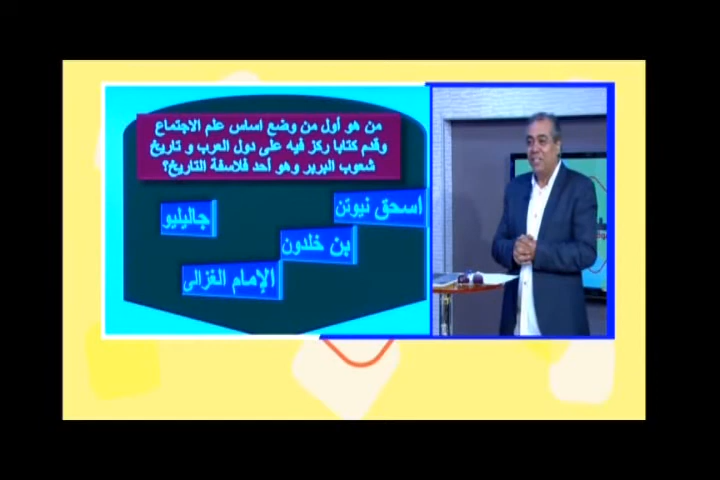 من هو أول من وضع اساس علم الاجتماع
وقدم كتابا ركز فيه على دول العرب و تاريخ
شعوب البربر وهو أحد فلاسفة التاريخ؟
اسحق نيوتن
جاليليو
بن خلدون
الإمام الغزالى